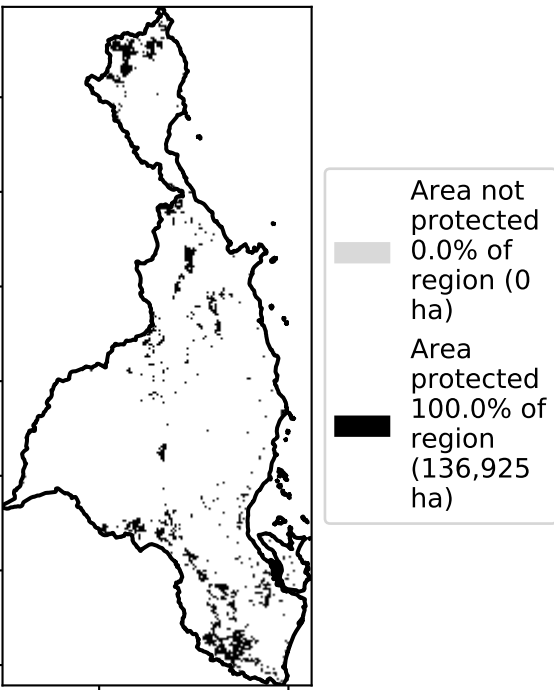 Area not
protected
0.0% of
region (0
ha)
Area
protected
100.0% of
region
(136,925
ha)